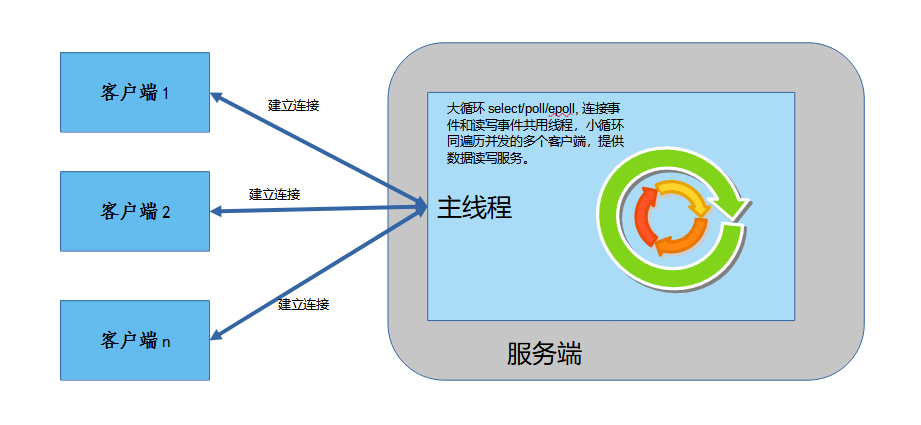 客户端 1
建立连接
大循环 select/poll/epoll, 连接事
件和读写事件共用线程，小循环
同遍历并发的多个客户端，提供
数据读写服务。
客户端 2
建立连接
主线程
客户端 n
建立连接
服务端